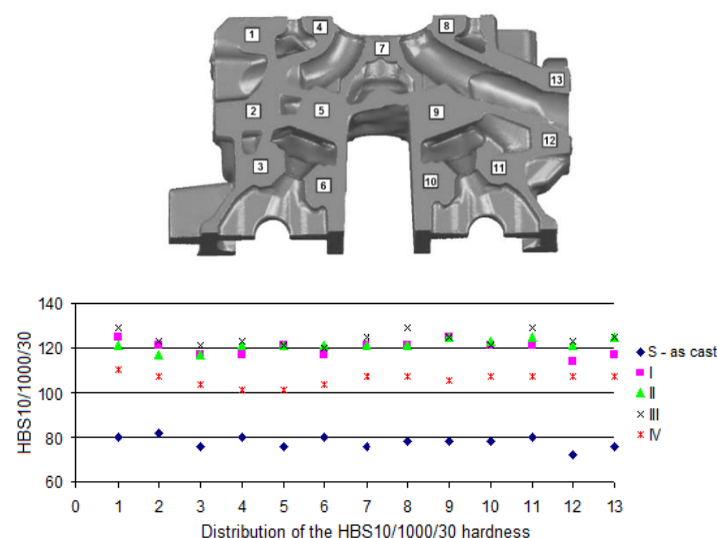 1 4 8
7
13
2 5 9
12
3 11
6 10
140
120
100
80
60
HBS10/1000/30
0 1 2 3 4 5 6 7 8 9 10 11 12 13
Distribution of the HBS10/1000/30 hardness
S - as cast
I
II
III
IV